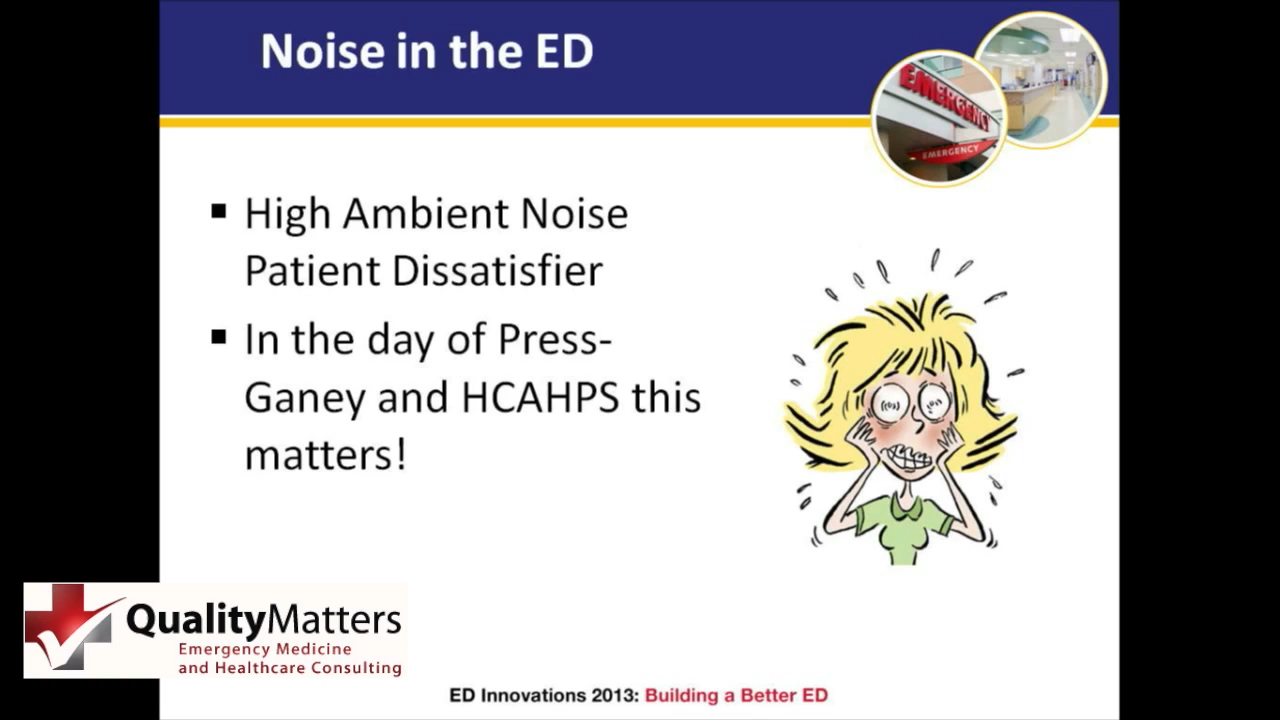 Noise in the ED
EMERGENCY
EMERGENCY
▪ High Ambient Noise
Patient Dissatisfier
▪ In the day of Press-
Ganey and HCAHPS this
matters!
QualityMatters
Emergency Medicine
and Healthcare Consulting
ED Innovations 2013: Building a Better ED